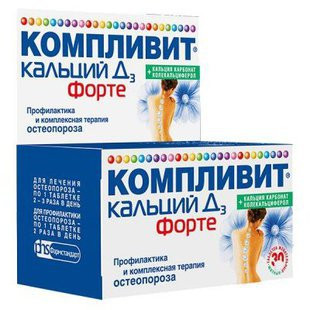 КОМПЛИВИТ®
КАЛЬЦИЙ Д3
форте
+ КАЛЬЦИЯ КАРБОНАТ
КОЛЕКАЛЬЦИФЕРОЛ
Профилактика
и комплексная терапия
остеопороза
ДЛЯ ЛЕЧЕНИЯ
ОСТЕОПОРОЗА –
ПО 1 ТАБЛЕТКЕ
2 – 3 РАЗА В ДЕНЬ
ДЛЯ ПРОФИЛАКТИКИ
ОСТЕОПОРОЗА –
ПО 1 ТАБЛЕТКЕ
2 РАЗА В ДЕНЬ
Фармстандарт
КОМПЛИВИТ®
КАЛЬЦИЙ Д3
форте
+ КАЛЬЦИЯ КАРБОНАТ
КОЛЕКАЛЬЦИФЕРОЛ
Профилактика
и комплексная терапия
остеопороза
30